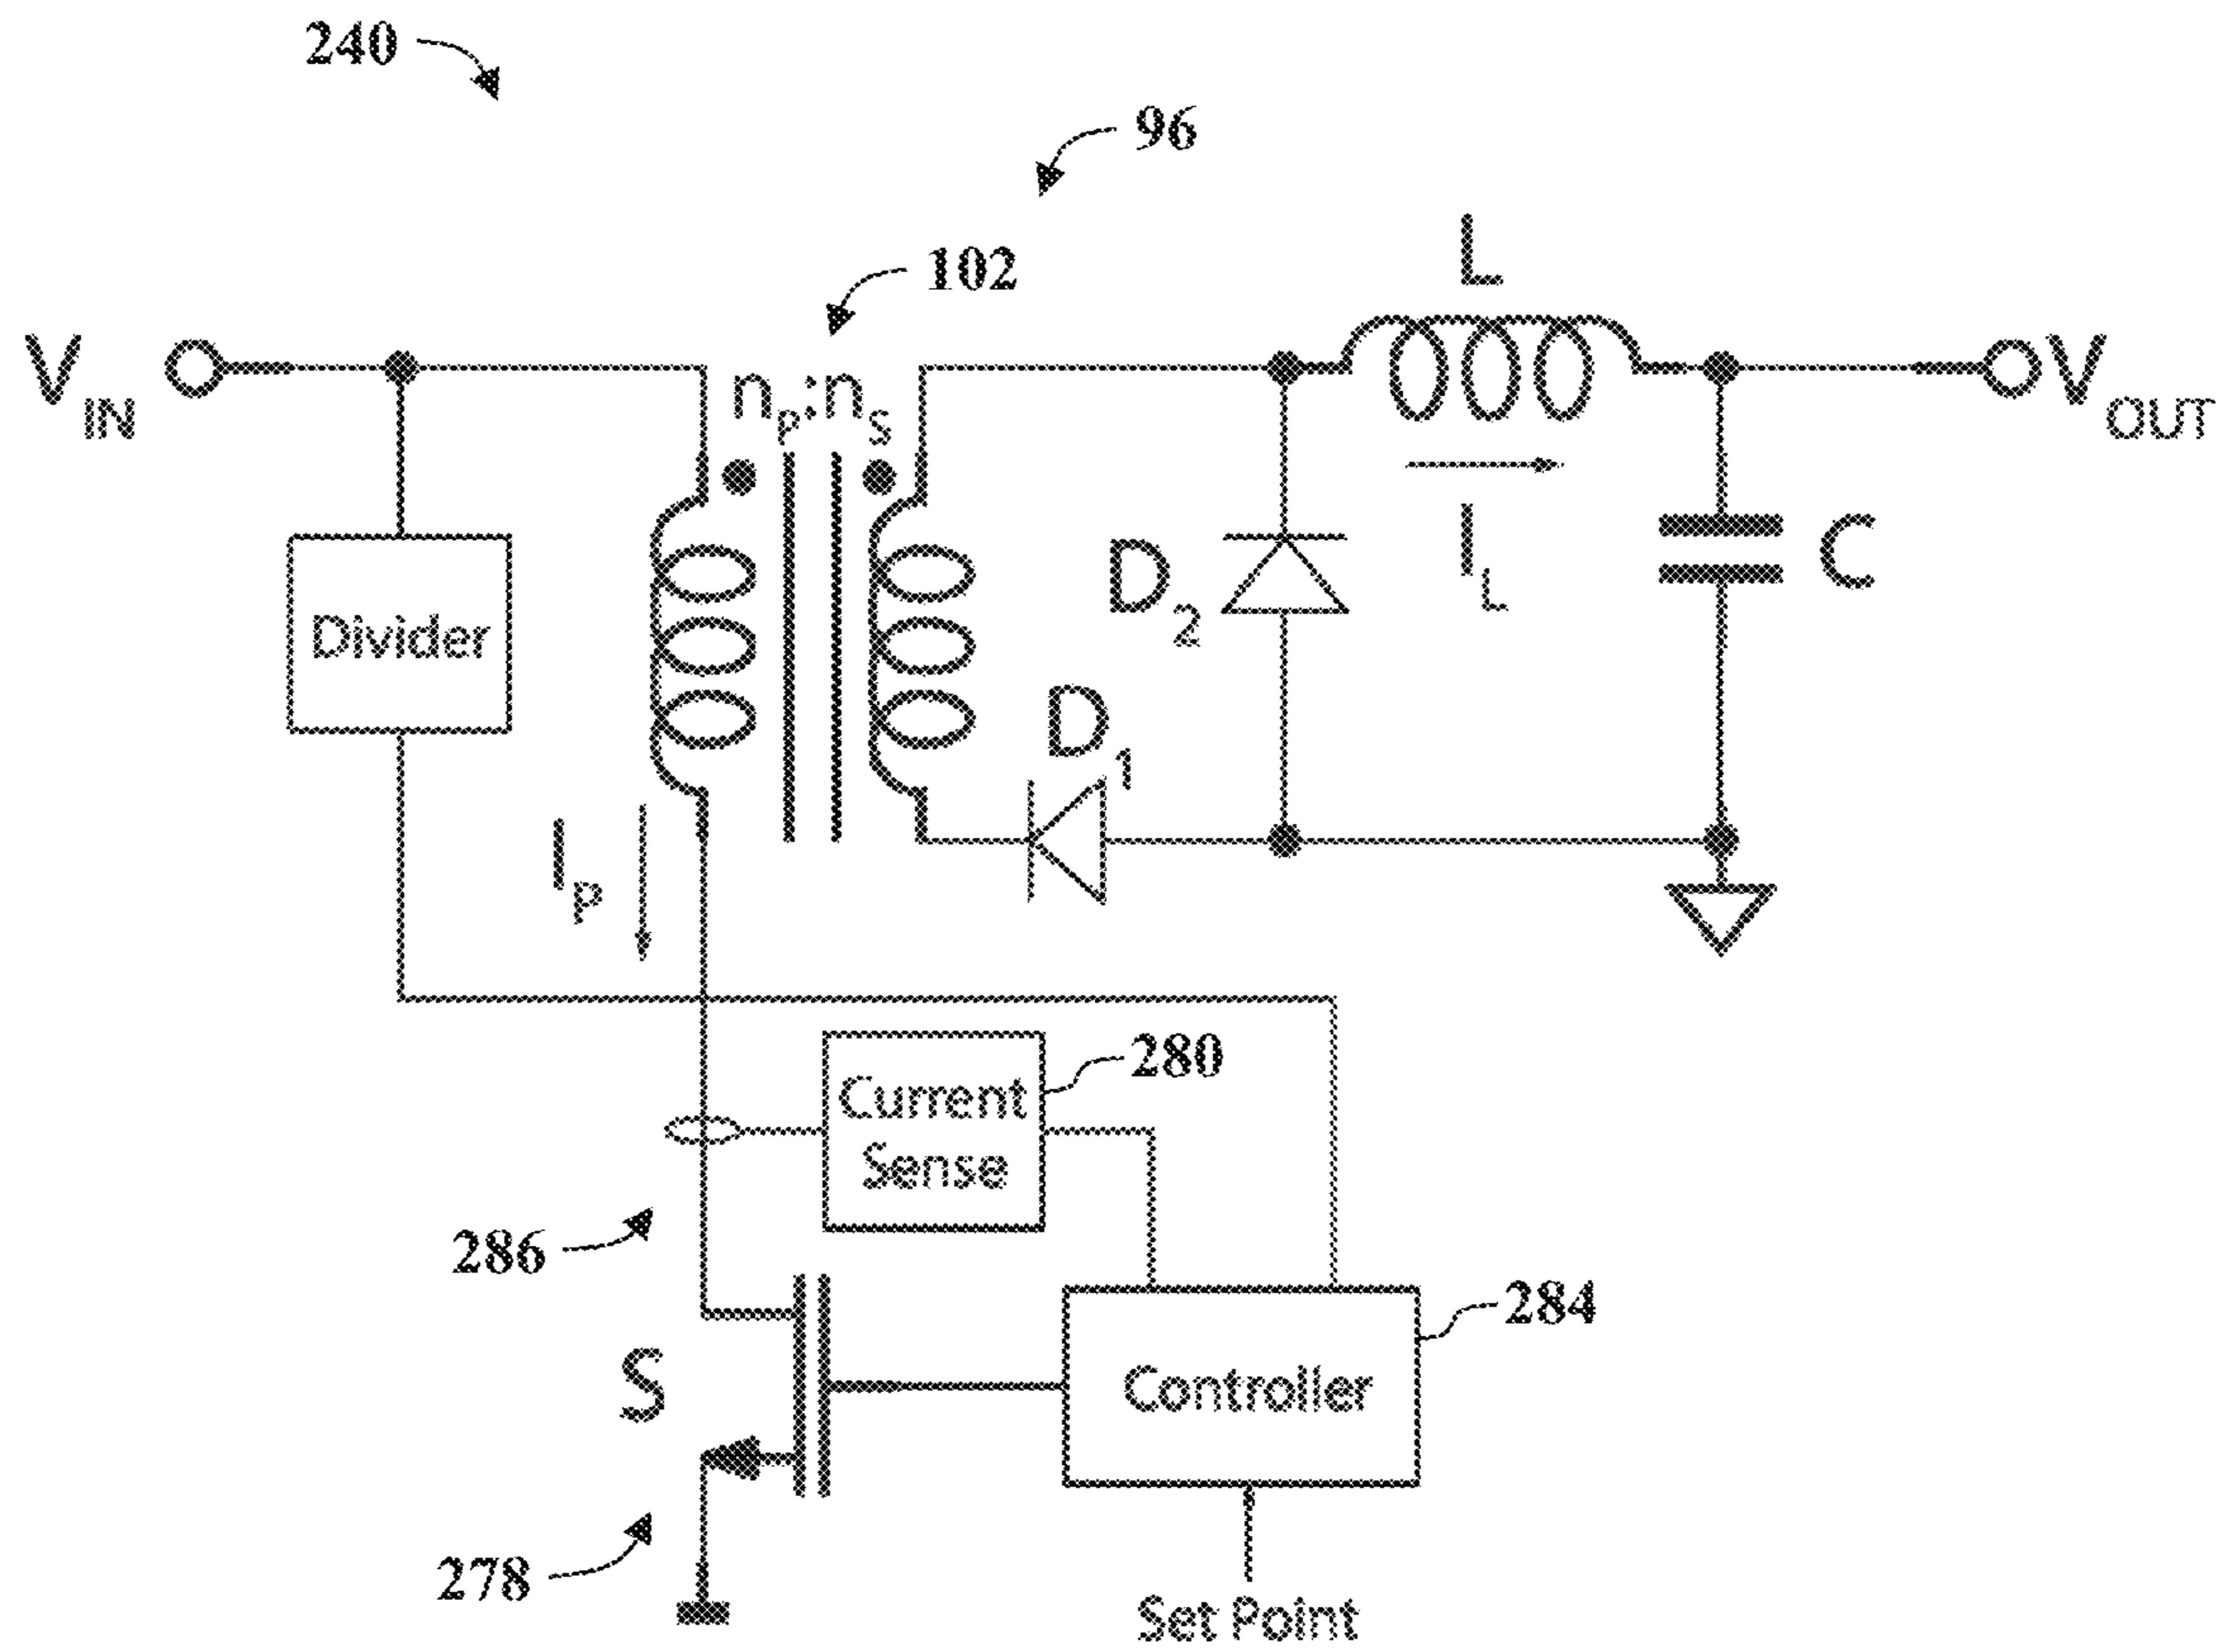 240
96
102
L
V_IN
n_P:n_S
V_OUT
D_2
I_L
C
Divider
D_1
I_P
Current
Sense
280
286
284
S
Controller
278
Set Point